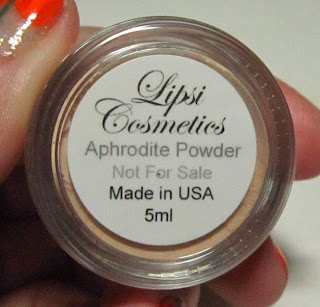 Lipsi
Cosmetics
Aphrodite Powder
Not For Sale
Made in USA
5ml